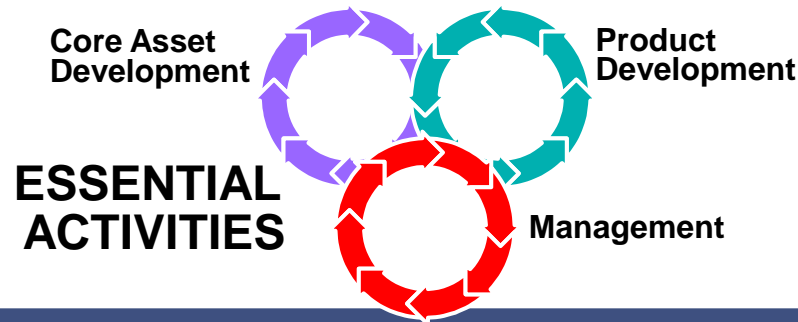 Core Asset
Development
Product
Development
ESSENTIAL
ACTIVITIES
Management